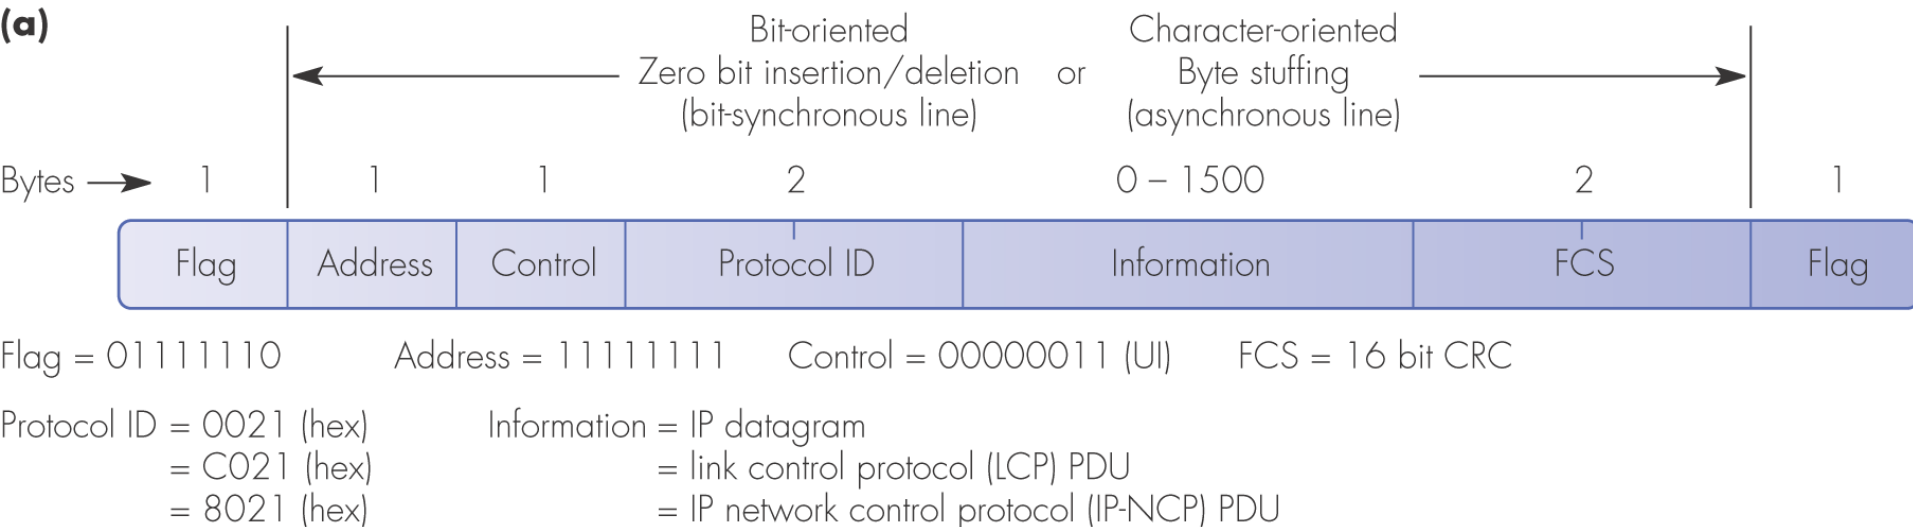 (a)
Bit-oriented Character-oriented
Zero bit insertion/deletion or Byte stuffing
(bit-synchronous line) (asynchronous line)
Bytes 1 1 1 2 0 – 1500 2 1
Flag Address Control Protocol ID Information FCS Flag
Flag = 01111110 Address = 11111111 Control = 00000011 (UI) FCS = 16 bit CRC
Protocol ID = 0021 (hex) Information = IP datagram
= C021 (hex) = link control protocol (LCP) PDU
= 8021 (hex) = IP network control protocol (IP-NCP) PDU